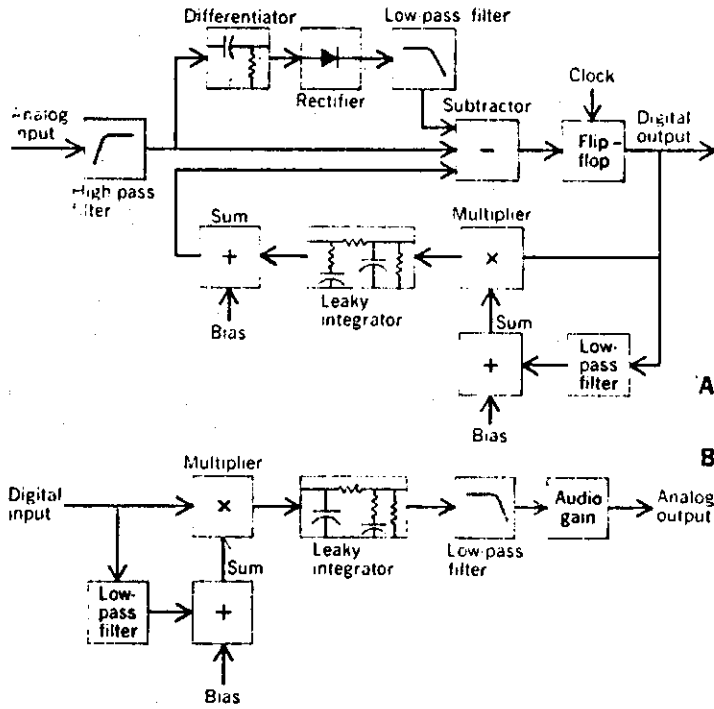 Differentiator
Low-pass filter
Rectifier
Clock
Analog
input
High pass
filter
Subtractor
−
Flip-
flop
Digital
output
Sum
+
Bias
Leaky
integrator
Multiplier
×
Sum
+
Bias
Low-
pass
filter
A
B
Digital
input
Multiplier
×
Sum
Low-
pass
filter
+
Bias
Leaky
integrator
Low-pass
filter
Audio
gain
Analog
output